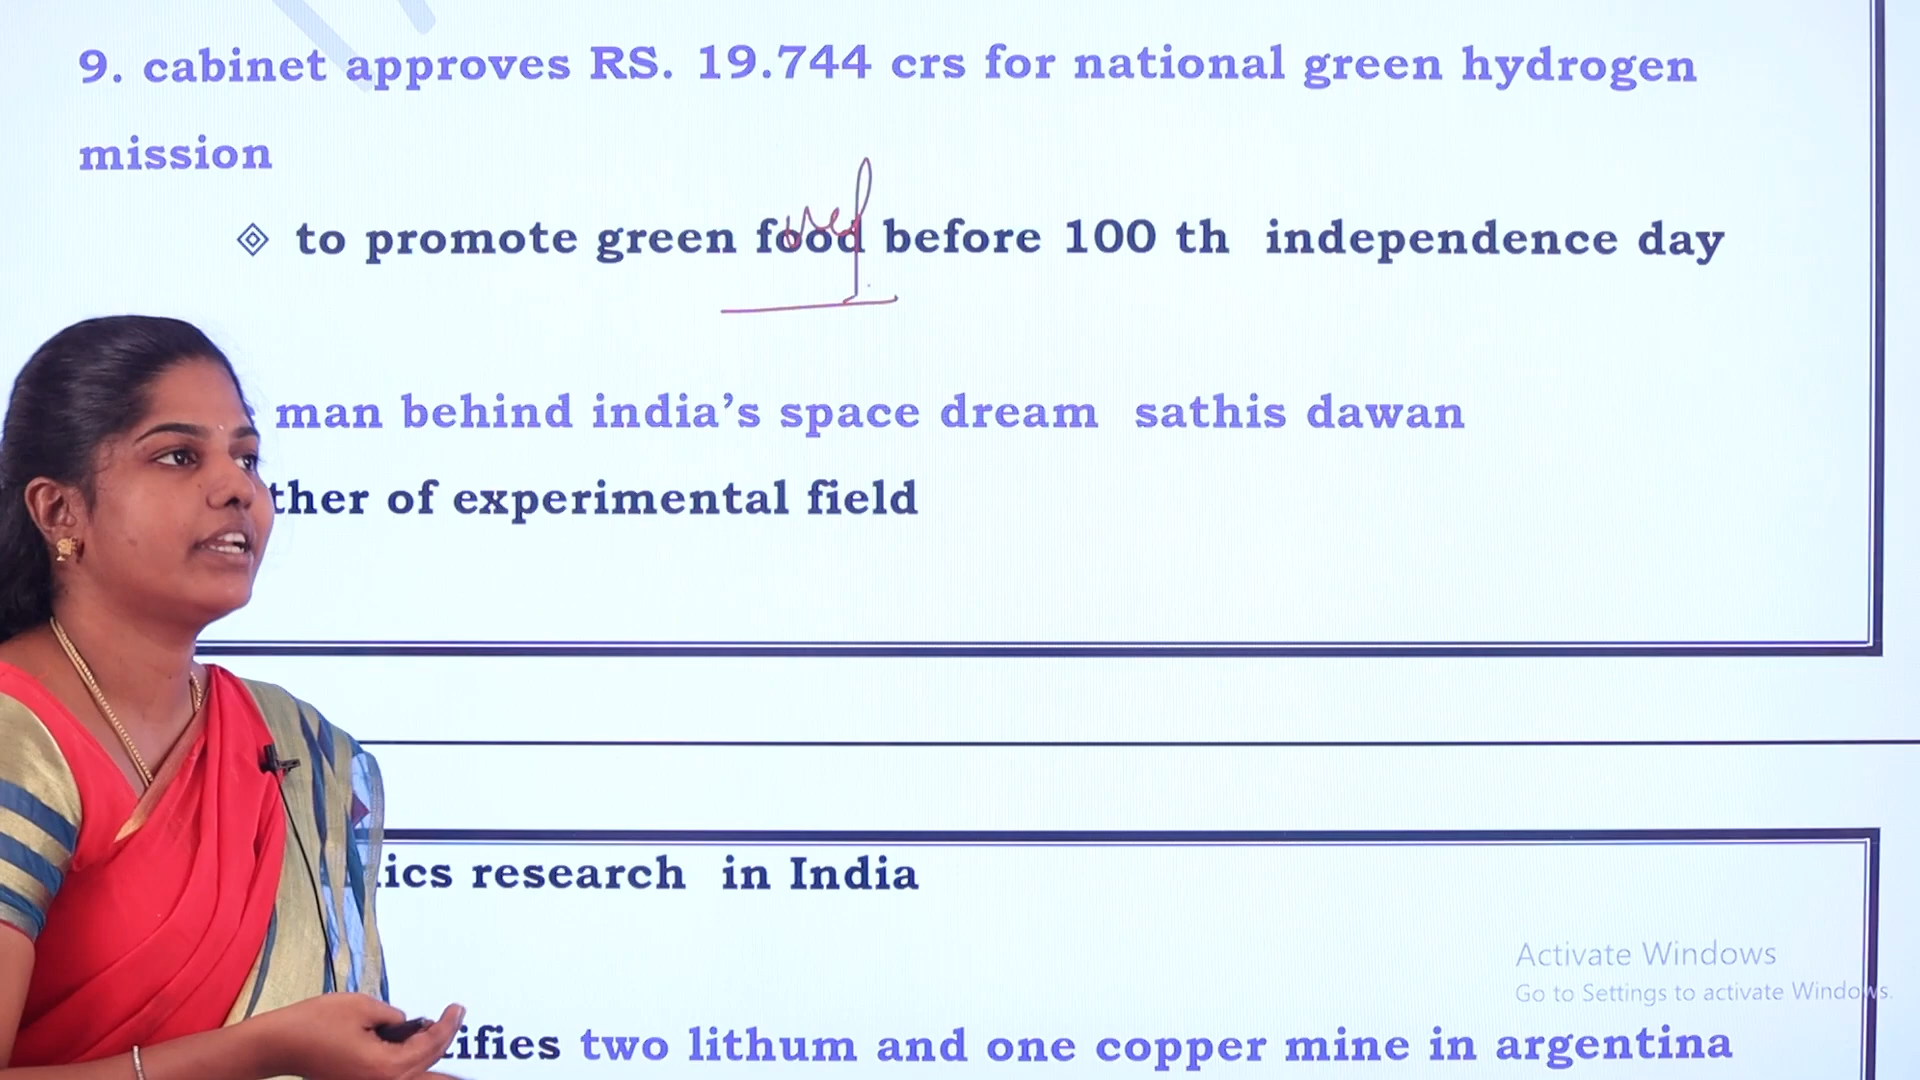 9. cabinet approves RS. 19.744 crs for national green hydrogen
mission
to promote green food before 100 th independence day
man behind india's space dream sathis dawan
ther of experimental field
ics research in India
Activate Windows
Go to Settings to activate Windows.
ifies two lithum and one copper mine in argentina